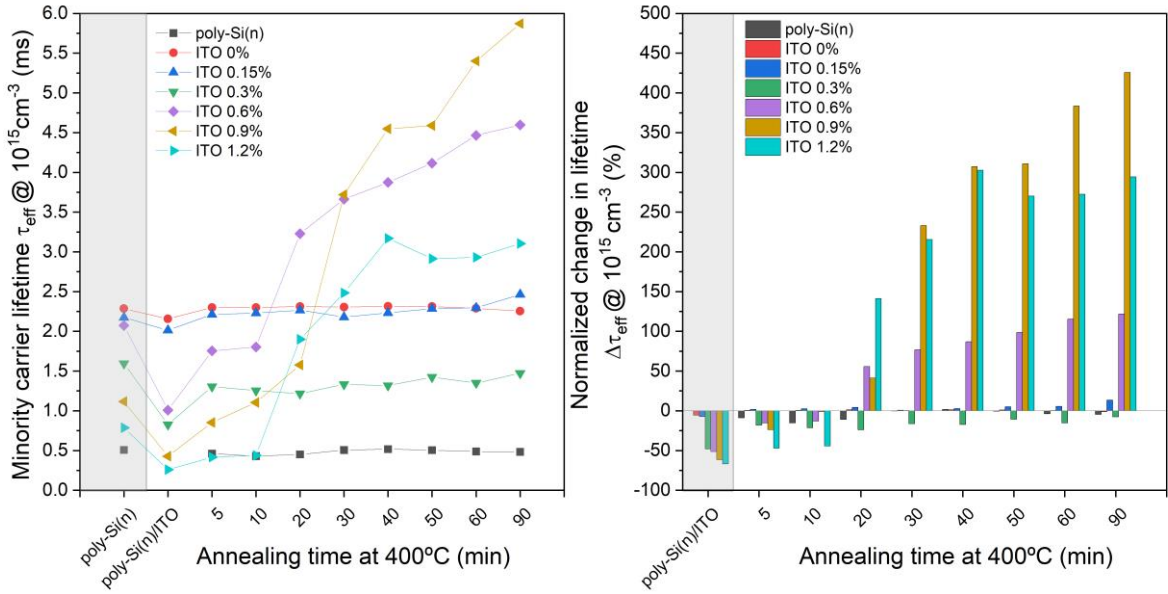 Minority carrier lifetime τeff @ 10¹⁵cm⁻³ (ms)
6.0
5.5
5.0
4.5
4.0
3.5
3.0
2.5
2.0
1.5
1.0
0.5
0.0
poly-Si(n)
ITO 0%
ITO 0.15%
ITO 0.3%
ITO 0.6%
ITO 0.9%
ITO 1.2%
poly-Si(n)
poly-Si(n)/ITO
5
10
20
30
40
50
60
90
Annealing time at 400ºC (min)
Normalized change in lifetime
Δτeff @ 10¹⁵ cm⁻³ (%)
500
450
400
350
300
250
200
150
100
50
0
-50
-100
poly-Si(n)
ITO 0%
ITO 0.15%
ITO 0.3%
ITO 0.6%
ITO 0.9%
ITO 1.2%
poly-Si(n)/ITO
5
10
20
30
40
50
60
90
Annealing time at 400ºC (min)